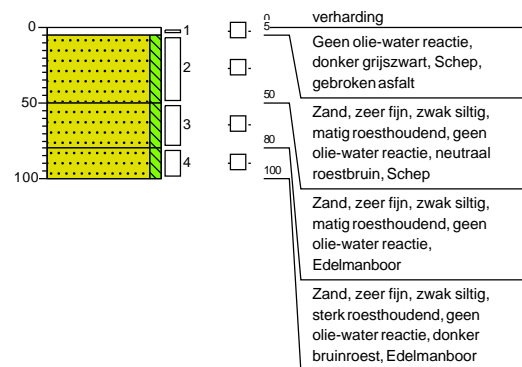 0
50
100
1
2
3
4
0
5
50
80
100
verharding
Geen olie-water reactie,
donker grijszwart, Schep,
gebroken asfalt
Zand, zeer fijn, zwak siltig,
matig roesthoudend, geen
olie-water reactie, neutraal
roestbruin, Schep
Zand, zeer fijn, zwak siltig,
matig roesthoudend, geen
olie-water reactie,
Edelmanboor
Zand, zeer fijn, zwak siltig,
sterk roesthoudend, geen
olie-water reactie, donker
bruinroest, Edelmanboor